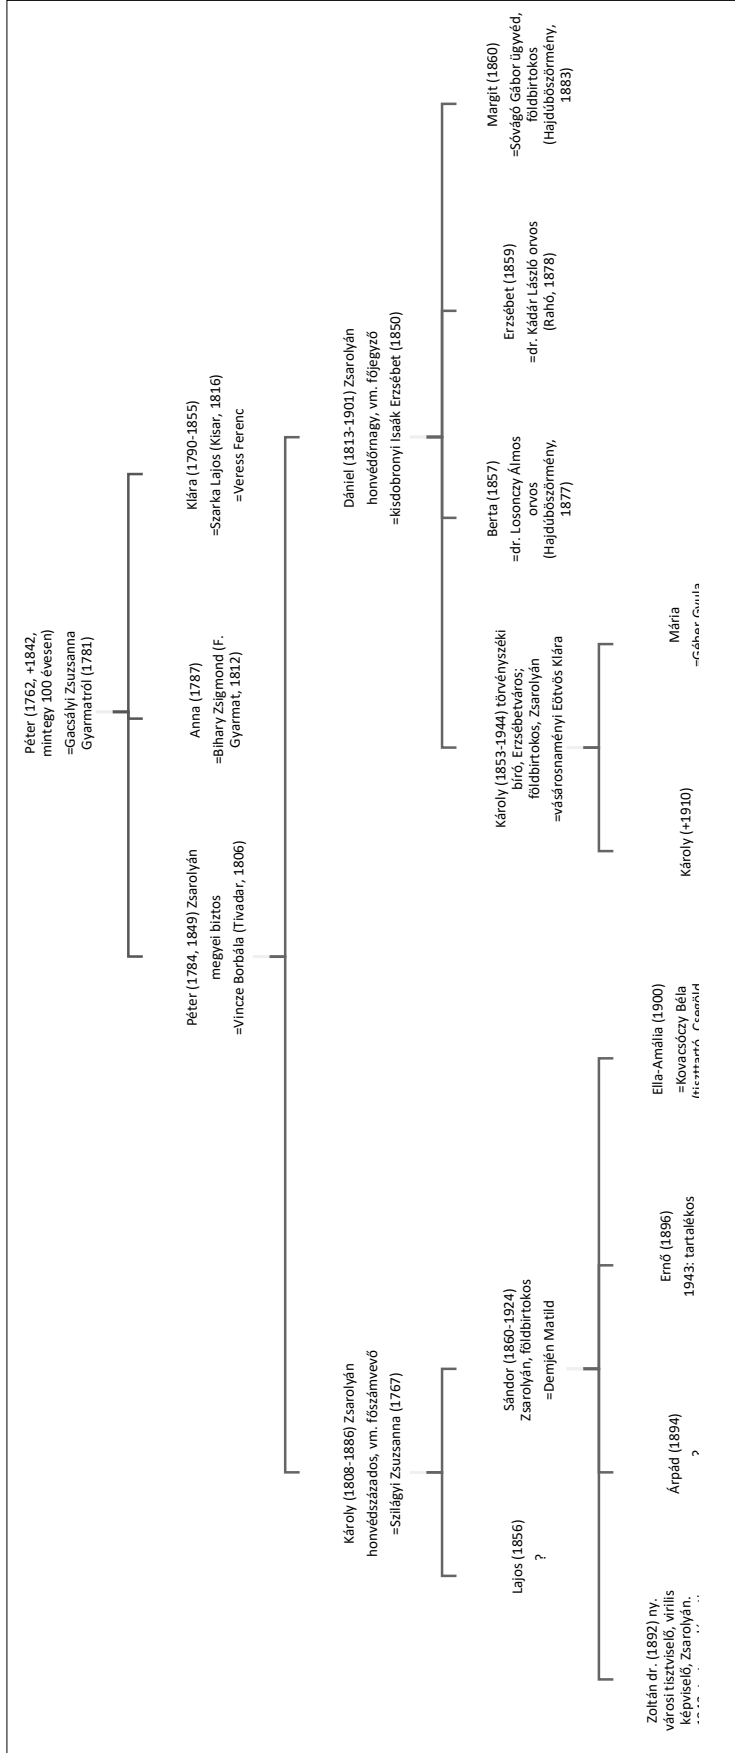 Péter (1762, +1842,
mintegy 100 évesen)
=Gacsályi Zsuzsanna
Gyarmatról (1781)
Péter (1784, 1849) Zsarolyán
megyei biztos
=Vincze Borbála (Tivadar, 1806)
Anna (1787)
=Bihary Zsigmond (F.
Gyarmat, 1812)
Klára (1790-1855)
=Szarka Lajos (Kisar, 1816)
=Veress Ferenc
Károly (1808-1886) Zsarolyán
honvédszázados, vm. főszámvevő
=Szilágyi Zsuzsanna (1767)
Dániel (1813-1901) Zsarolyán
honvédőrnagy, vm. főjegyző
=kisdobronyi Isaák Erzsébet (1850)
Lajos (1856)
?
Sándor (1860-1924)
Zsarolyán, földbirtokos
=Demjén Matild
Károly (1853-1944) törvényszéki
bíró, Erzsébetváros;
földbirtokos, Zsarolyán
=vásárosnaményi Eötvös Klára
Berta (1857)
=dr. Losonczy Álmos
orvos
(Hajdúböszörmény,
1877)
Erzsébet (1859)
=dr. Kádár László orvos
(Rahó, 1878)
Margit (1860)
=Sóvágó Gábor ügyvéd,
földbirtokos
(Hajdúböszörmény,
1883)
Zoltán dr. (1892) ny.
városi tisztviselő, virilis
képviselő, Zsarolyán.
Árpád (1894)
?
Ernő (1896)
1943: tartalékos
Ella-Amália (1900)
=Kovacsóczy Béla
(tiszttartó, Csegöld
Károly (+1910)
Mária
=Géber Gyula